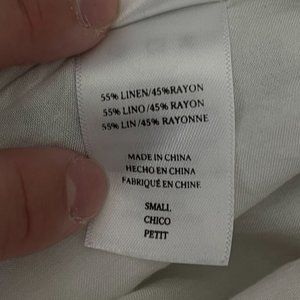 55% LINEN/45%RAYON
55% LINO/45% RAYON
55% LIN/45% RAYONNE
MADE IN CHINA
HECHO EN CHINA
FABRIQUÉ EN CHINE
SMALL
CHICO
PETIT